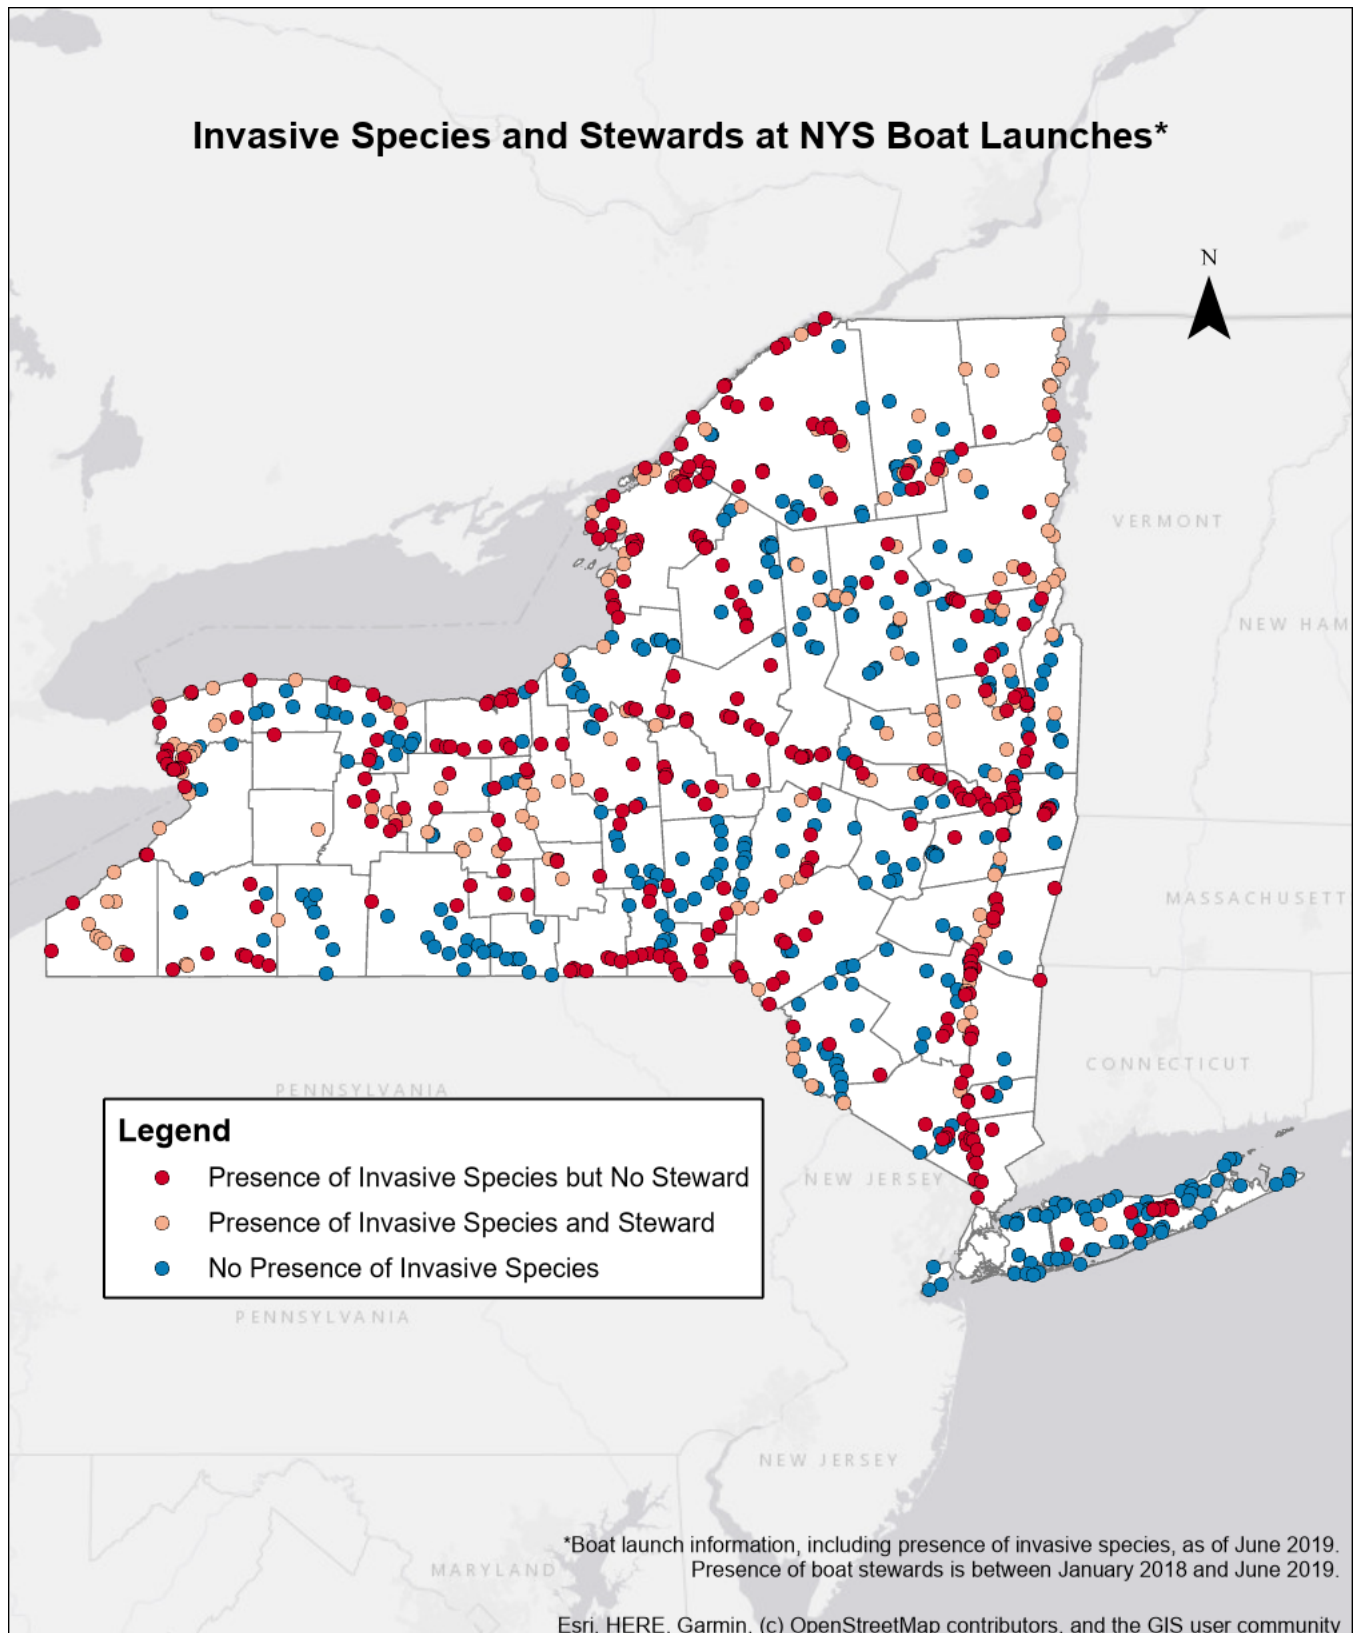 Invasive Species and Stewards at NYS Boat Launches*
N
VERMONT
NEW HAM
MASSACHUSETT
CONNECTICUT
PENNSYLVANIA
Legend
Presence of Invasive Species but No Steward
NEW JERSEY
Presence of Invasive Species and Steward
No Presence of Invasive Species
PENNSYLVANIA
NEW JERSEY
*Boat launch information, including presence of invasive species, as of June 2019.
MARYLAND
Presence of boat stewards is between January 2018 and June 2019.
Esri, HERE, Garmin, (c) OpenStreetMap contributors, and the GIS user community